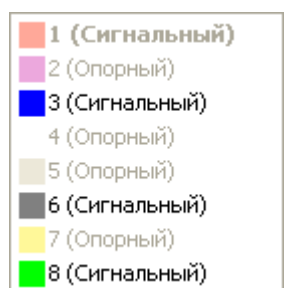 1 (Сигнальный)
2 (Опорный)
3 (Сигнальный)
4 (Опорный)
5 (Опорный)
6 (Сигнальный)
7 (Опорный)
8 (Сигнальный)